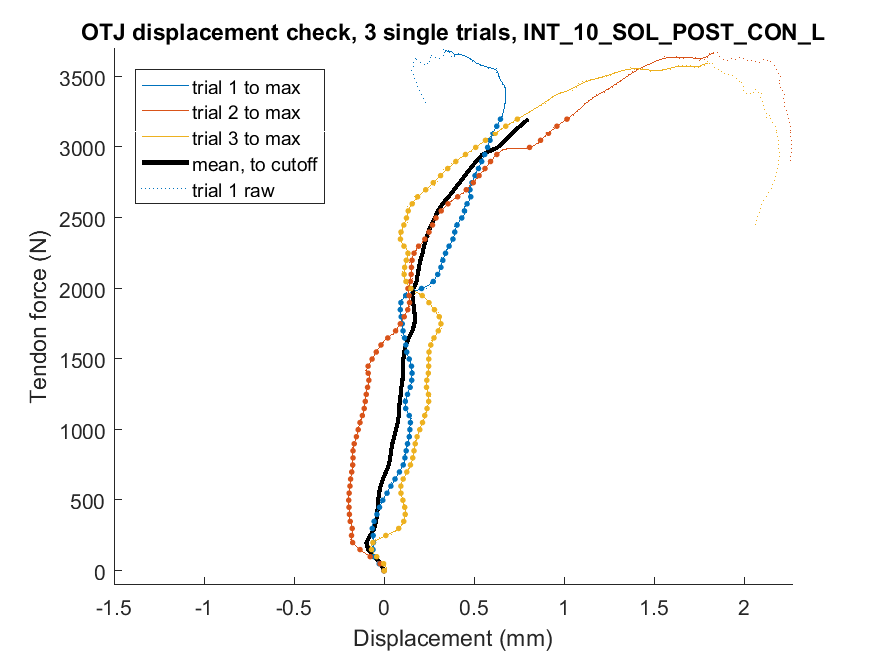 OTJ displacement check, 3 single trials, INT_10_SOL_POST_CON_L
3500
3000
2500
2000
1500
1000
500
0
Tendon force (N)
trial 1 to max
trial 2 to max
trial 3 to max
mean, to cutoff
trial 1 raw
-1.5
-1
-0.5
0
0.5
1
1.5
2
Displacement (mm)